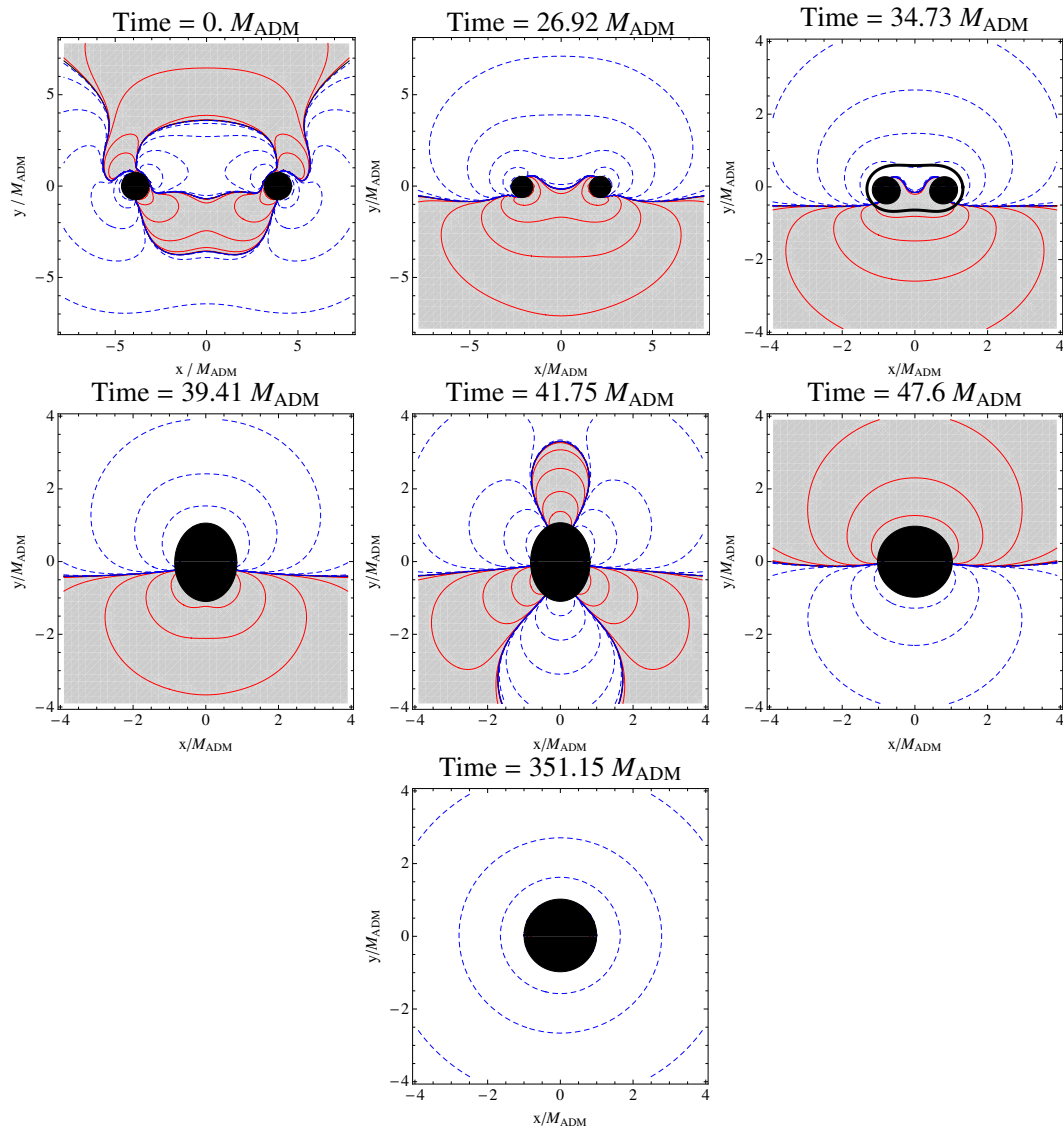 Time = 0. M_ADM
Time = 26.92 M_ADM
Time = 34.73 M_ADM
y / M_ADM
5
0
-5
-5
0
5
x / M_ADM
y/M_ADM
5
0
-5
-5
0
5
x/M_ADM
y/M_ADM
4
2
0
-2
-4
-4
-2
0
2
4
x/M_ADM
Time = 39.41 M_ADM
Time = 41.75 M_ADM
Time = 47.6 M_ADM
y/M_ADM
4
2
0
-2
-4
-4
-2
0
2
4
x/M_ADM
y/M_ADM
4
2
0
-2
-4
-4
-2
0
2
4
x/M_ADM
y/M_ADM
4
2
0
-2
-4
-4
-2
0
2
4
x/M_ADM
Time = 351.15 M_ADM
y/M_ADM
4
2
0
-2
-4
-4
-2
0
2
4
x/M_ADM